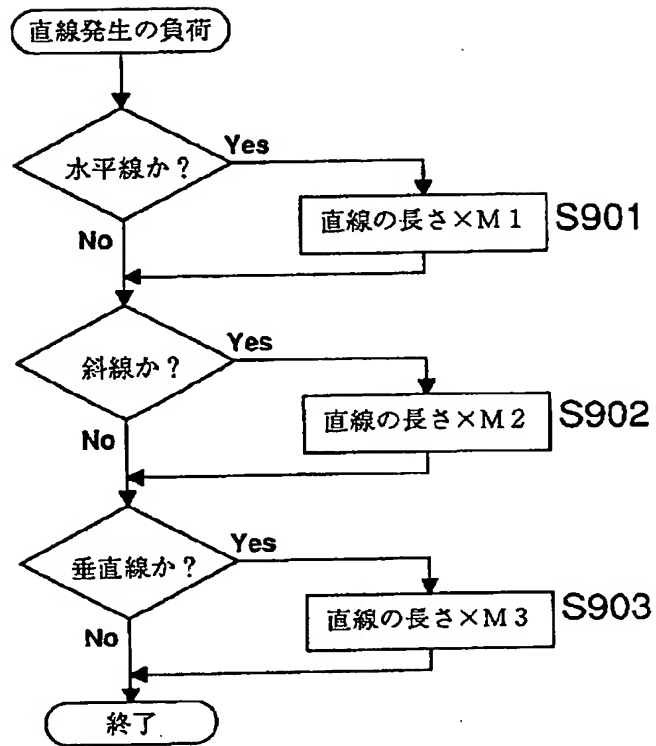 直線発生の負荷
水平線か？
Yes
直線の長さ×M1
S901
No
斜線か？
Yes
直線の長さ×M2
S902
No
垂直線か？
Yes
直線の長さ×M3
S903
No
終了